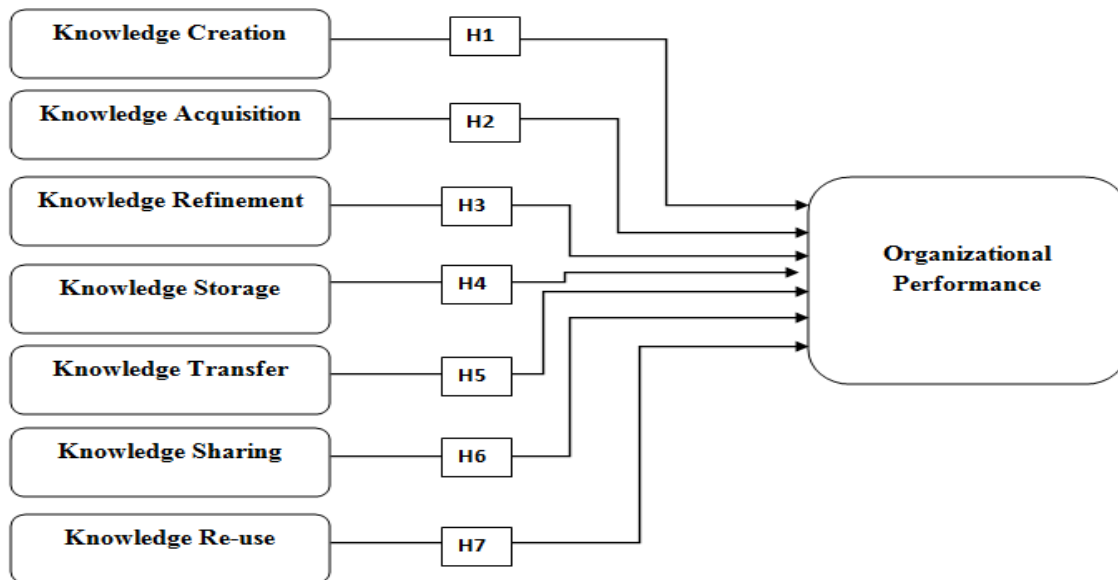 Knowledge Creation
H1
Knowledge Acquisition
H2
Knowledge Refinement
H3
Knowledge Storage
H4
Knowledge Transfer
H5
Knowledge Sharing
H6
Knowledge Re-use
H7
Organizational
Performance